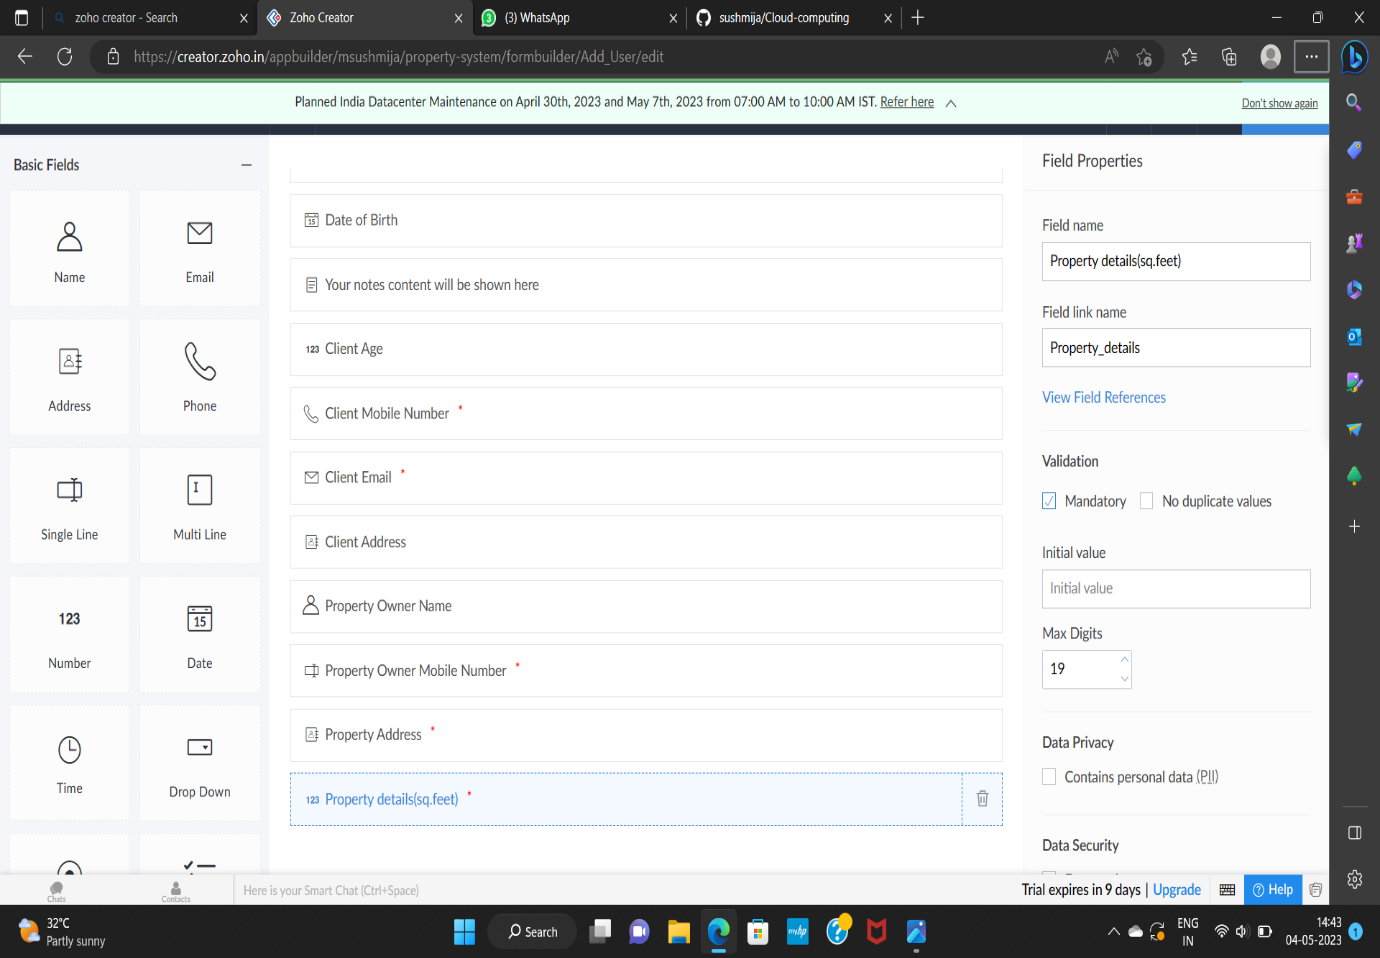 zoho creator - Search
Zoho Creator
(3) WhatsApp
sushmija/Cloud-computing
https://creator.zoho.in/appbuilder/msushmija/property-system/formbuilder/Add_User/edit
Planned India Datacenter Maintenance on April 30th, 2023 and May 7th, 2023 from 07:00 AM to 10:00 AM IST. Refer here
Don't show again
Basic Fields
Name
Email
Address
Phone
Single Line
Multi Line
123
Number
15
Date
Time
Drop Down
15 Date of Birth
Your notes content will be shown here
123 Client Age
Client Mobile Number *
Client Email *
Client Address
Property Owner Name
Property Owner Mobile Number *
Property Address *
123 Property details(sq.feet) *
Field Properties
Field name
Property details(sq.feet)
Field link name
Property_details
View Field References
Validation
Mandatory
No duplicate values
Initial value
Initial value
Max Digits
19
Data Privacy
Contains personal data (PII)
Data Security
Chats
Contacts
Here is your Smart Chat (Ctrl+Space)
Trial expires in 9 days | Upgrade
Help
32°C
Partly sunny
Search
myhp
ENG
IN
14:43
04-05-2023
1